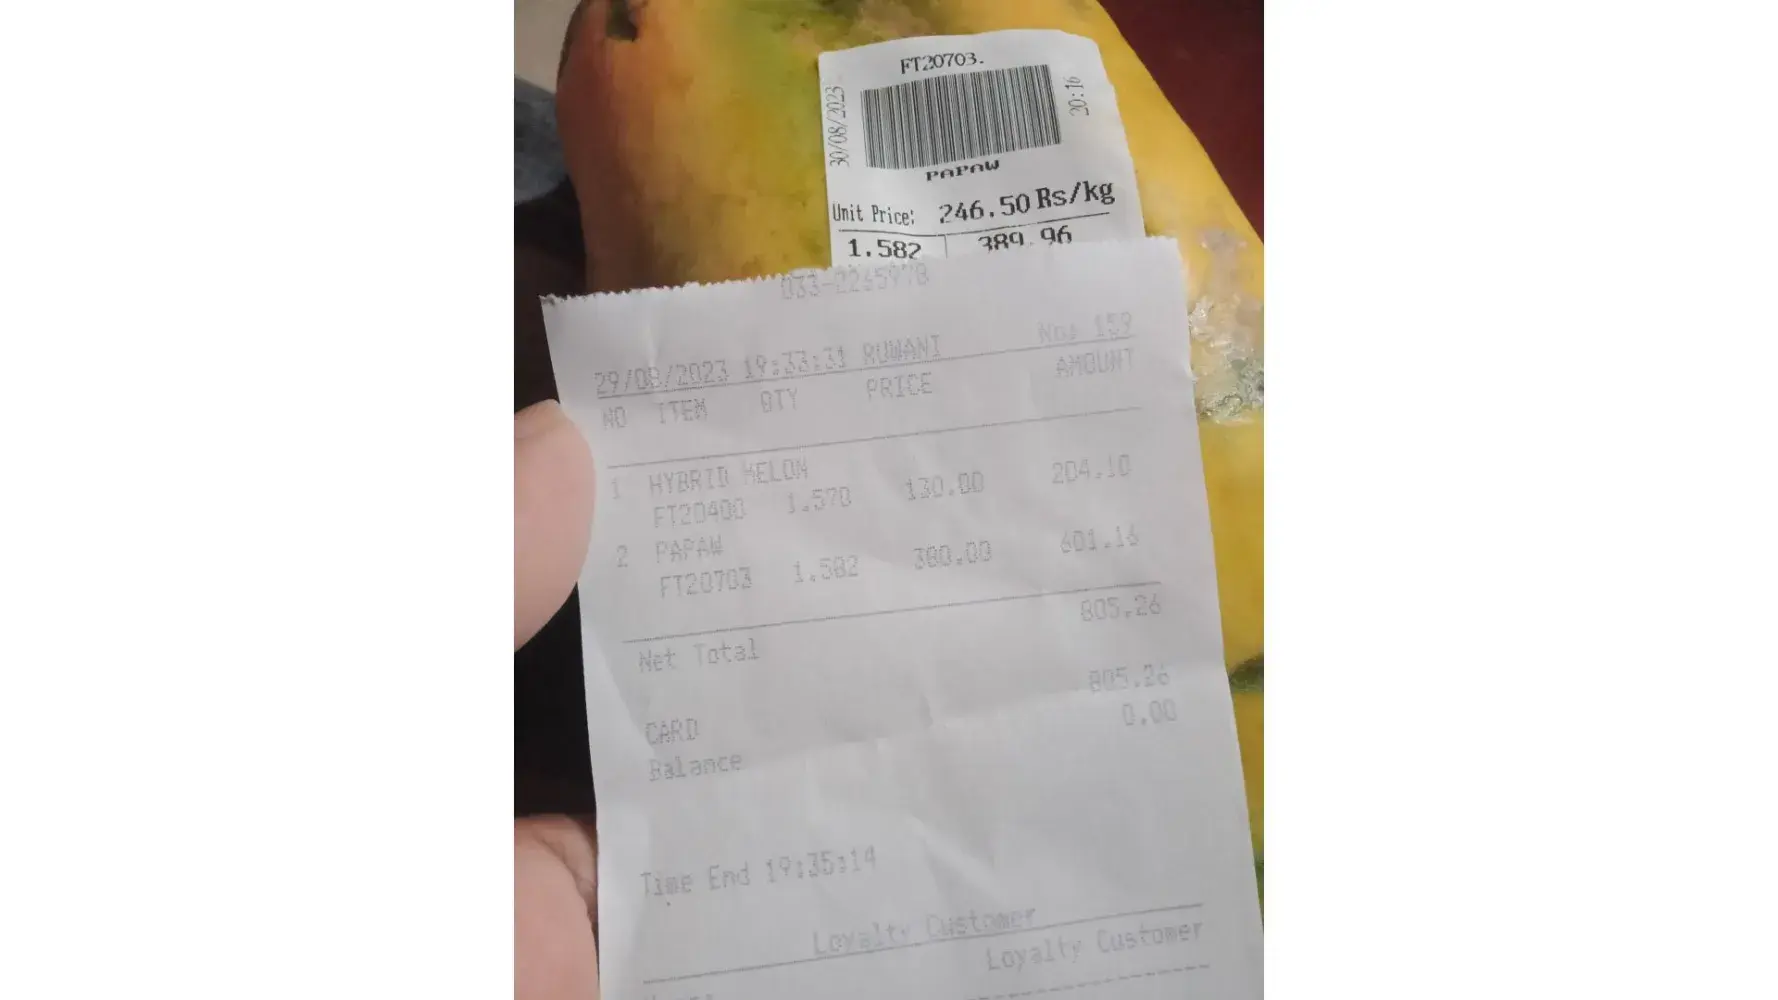 FT20703.
30/08/2023
20:16
PAPAW
Unit Price: 246.50 Rs/kg
1.582 389.96
033-2265978
29/08/2023 19:33:31 RUWANI No: 159
NO ITEM QTY PRICE AMOUNT
1 HYBRID MELON
FT20400 1.570 130.00 204.10
2 PAPAW
FT20703 1.582 380.00 601.16
Net Total 805.26
CARD 805.26
Balance 0.00
Time End 19:35:14
Loyalty Customer
Loyalty Customer